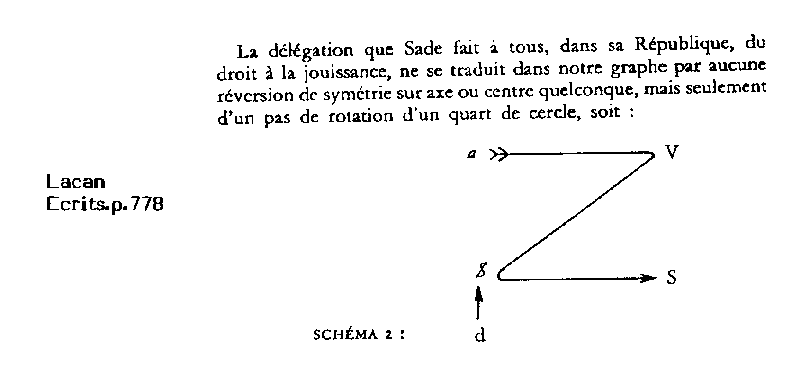 La délégation que Sade fait à tous, dans sa République, du
droit à la jouissance, ne se traduit dans notre graphe par aucune
réversion de symétrie sur axe ou centre quelconque, mais seulement
d'un pas de rotation d'un quart de cercle, soit :
a V
Lacan
Ecrits.p.778
$ S
SCHÉMA 2 : d